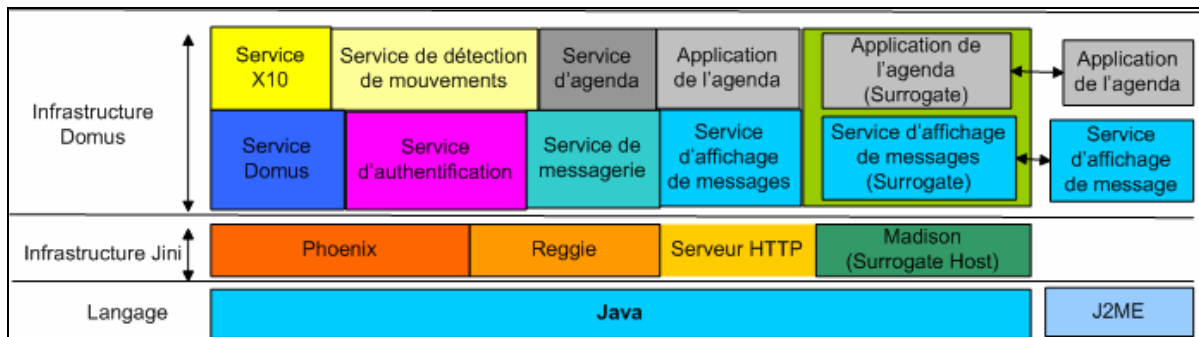 Infrastructure
Domus
Service
X10
Service de détection
de mouvements
Service
d'agenda
Application
de l'agenda
Application de
l'agenda
(Surrogate)
Application
de l'agenda
Service
Domus
Service
d'authentification
Service de
messagerie
Service
d'affichage
de messages
Service d'affichage
de messages
(Surrogate)
Service
d'affichage
de message
Infrastructure Jini
Phoenix
Reggie
Serveur HTTP
Madison
(Surrogate Host)
Langage
Java
J2ME